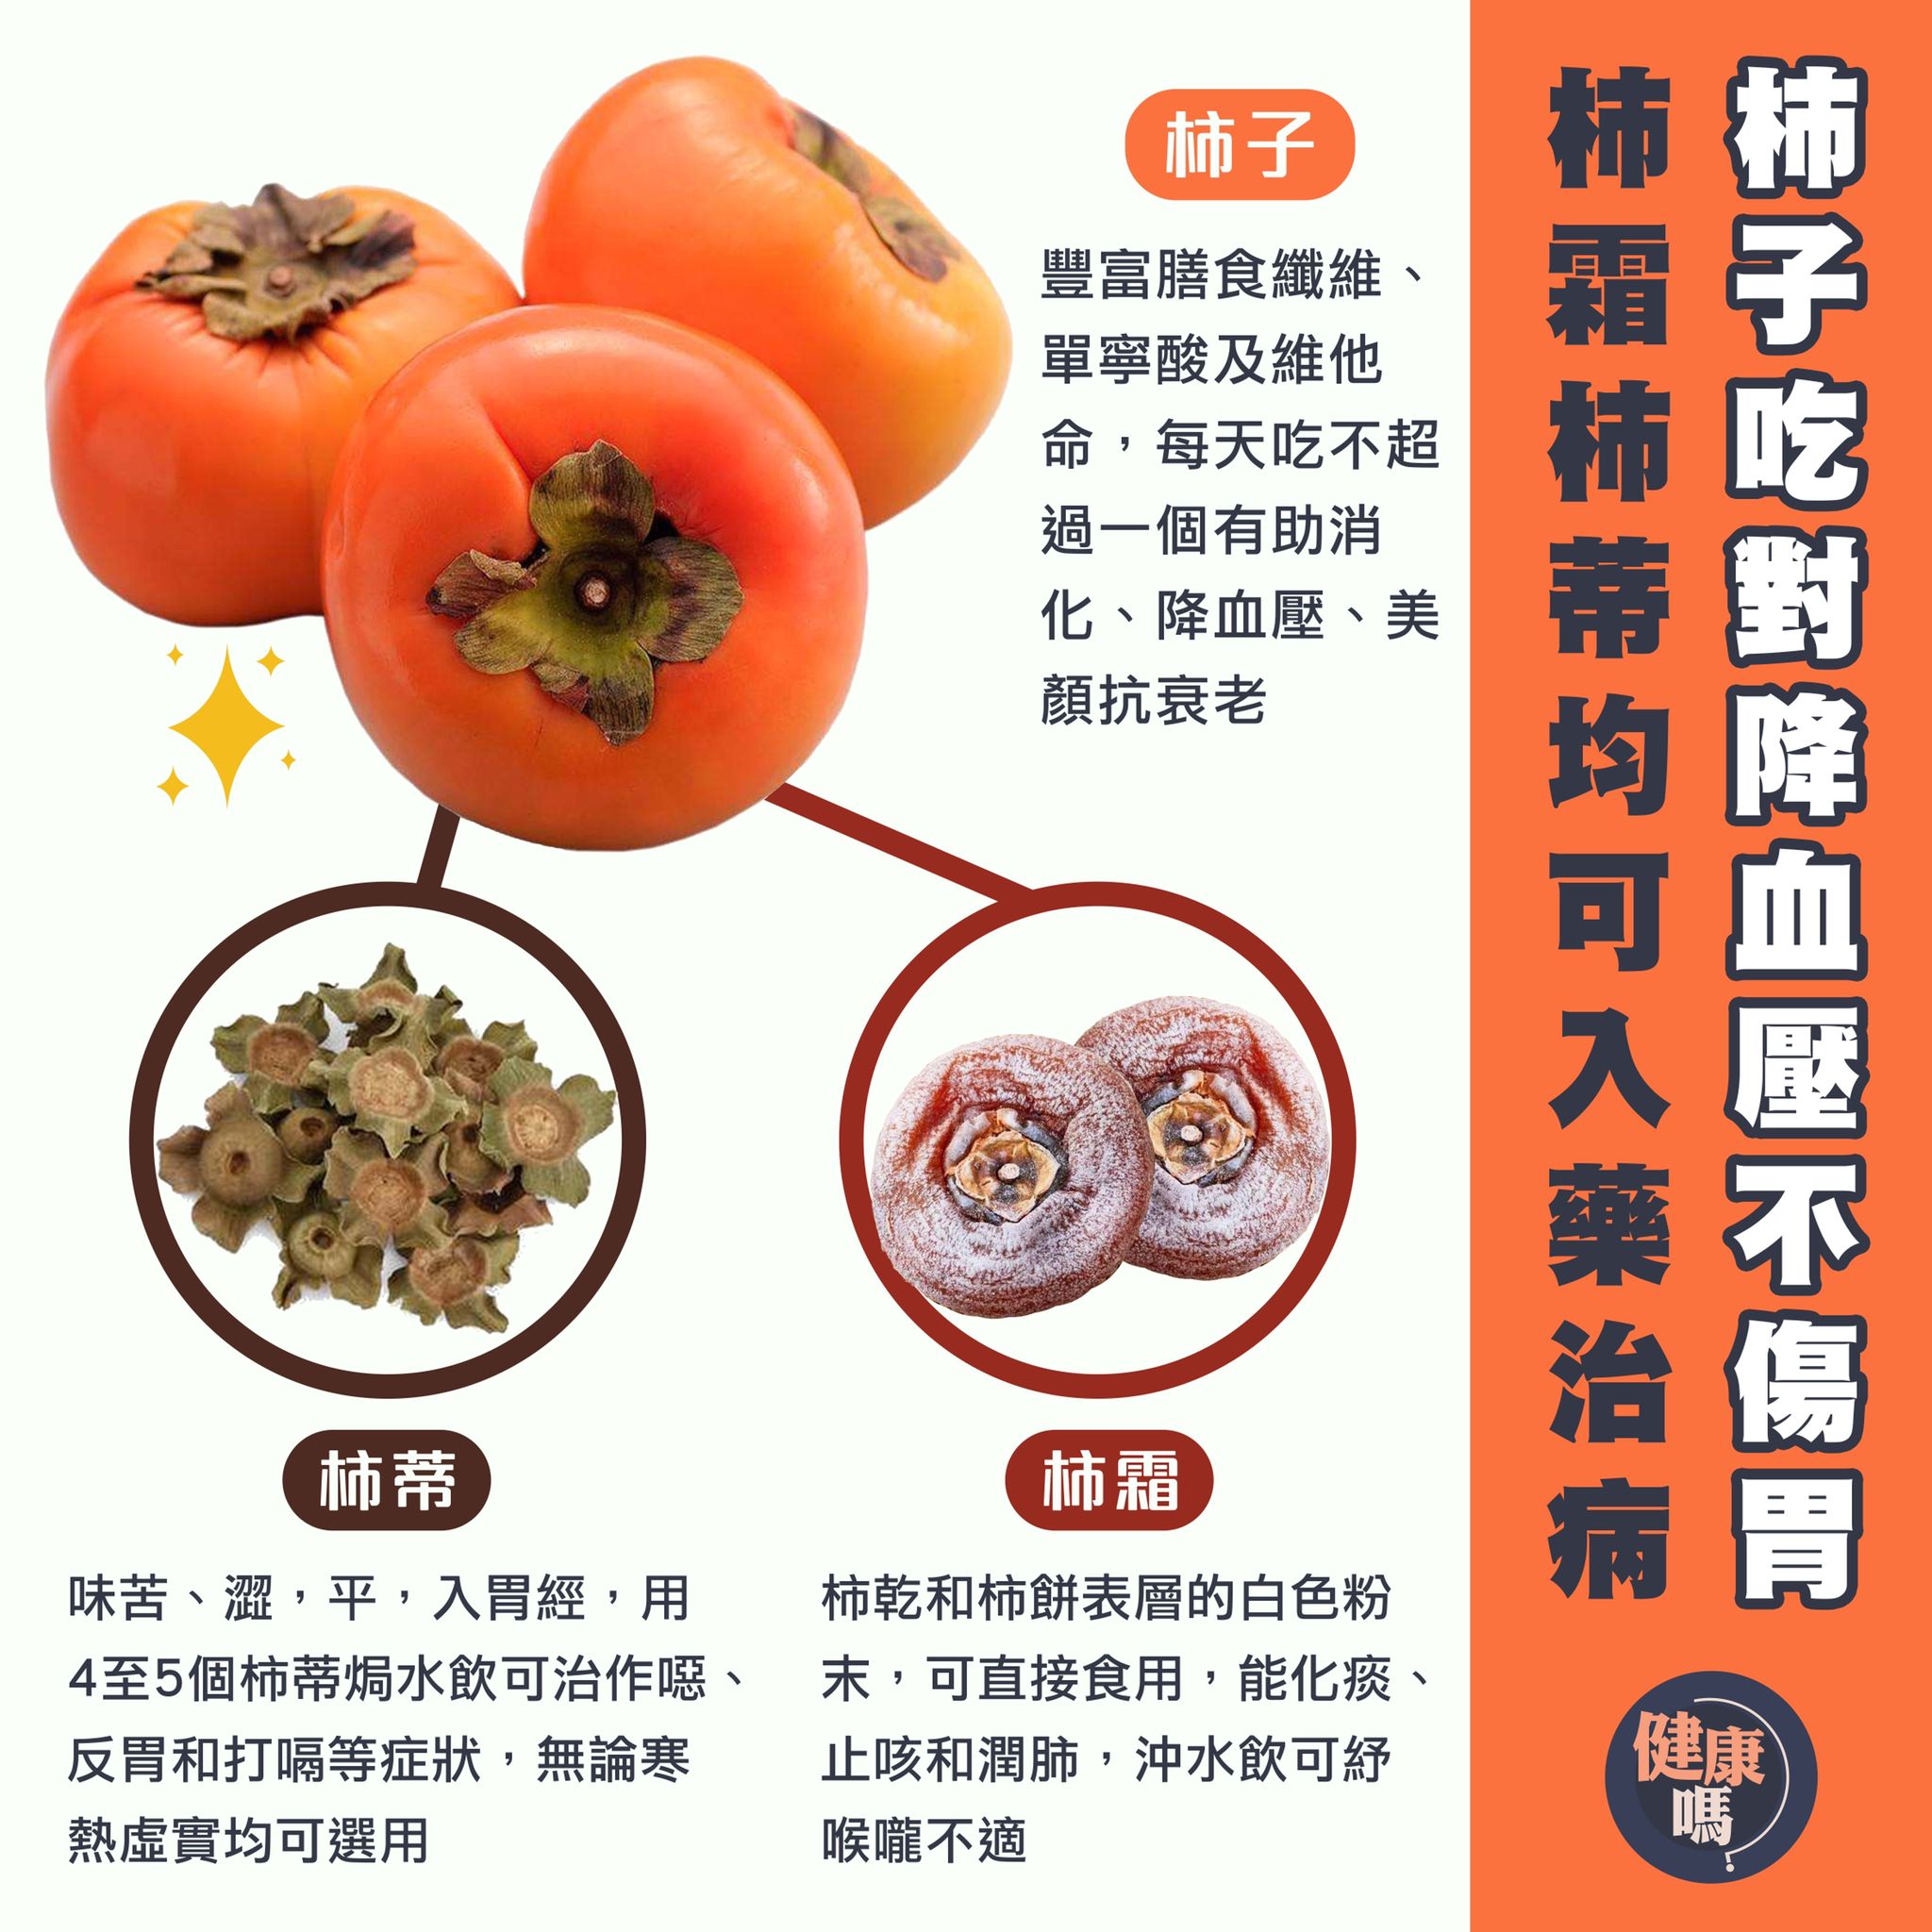 柿子吃對降血壓不傷胃
柿霜柿蒂均可入藥治病
柿子
豐富膳食纖維、
單寧酸及維他
命，每天吃不超
過一個有助消
化、降血壓、美
顏抗衰老
柿蒂
味苦、澀，平，入胃經，用
4至5個柿蒂焗水飲可治作噁、
反胃和打嗝等症狀，無論寒
熱虛實均可選用
柿霜
柿乾和柿餅表層的白色粉
末，可直接食用，能化痰、
止咳和潤肺，沖水飲可紓
喉嚨不適
健康
嗎?